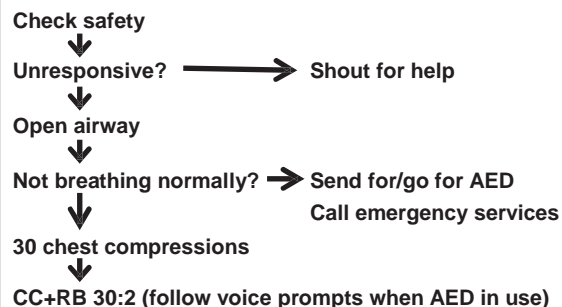 Check safety
Unresponsive? Shout for help
Open airway
Not breathing normally? Send for/go for AED
Call emergency services
30 chest compressions
CC+RB 30:2 (follow voice prompts when AED in use)